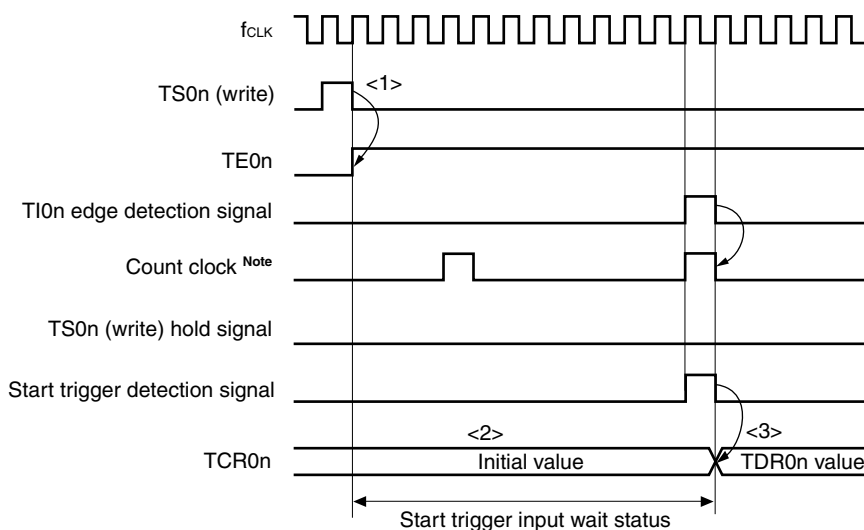 fCLK
TS0n (write)
<1>
TE0n
TI0n edge detection signal
Count clock Note
TS0n (write) hold signal
Start trigger detection signal
<2>
<3>
TCR0n
Initial value
TDR0n value
Start trigger input wait status